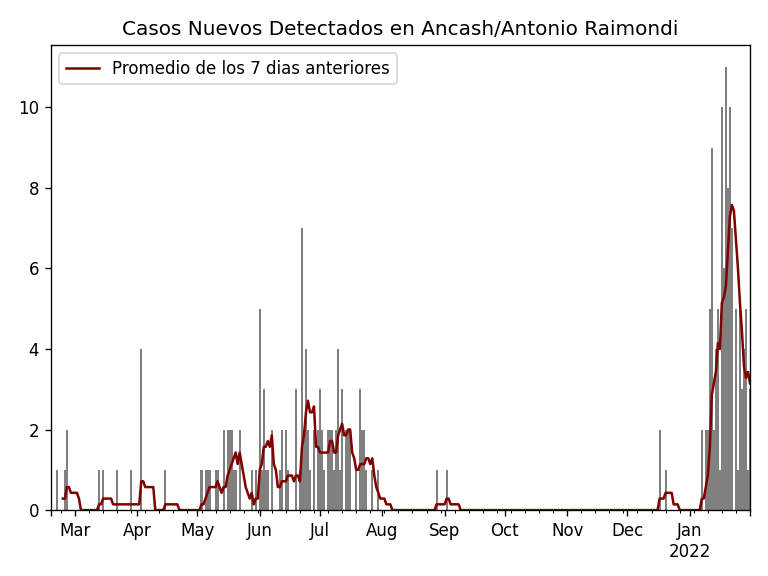 Casos Nuevos Detectados en Ancash/Antonio Raimondi
Promedio de los 7 dias anteriores
10
8
6
4
2
0
Mar Apr May Jun Jul Aug Sep Oct Nov Dec Jan
2022